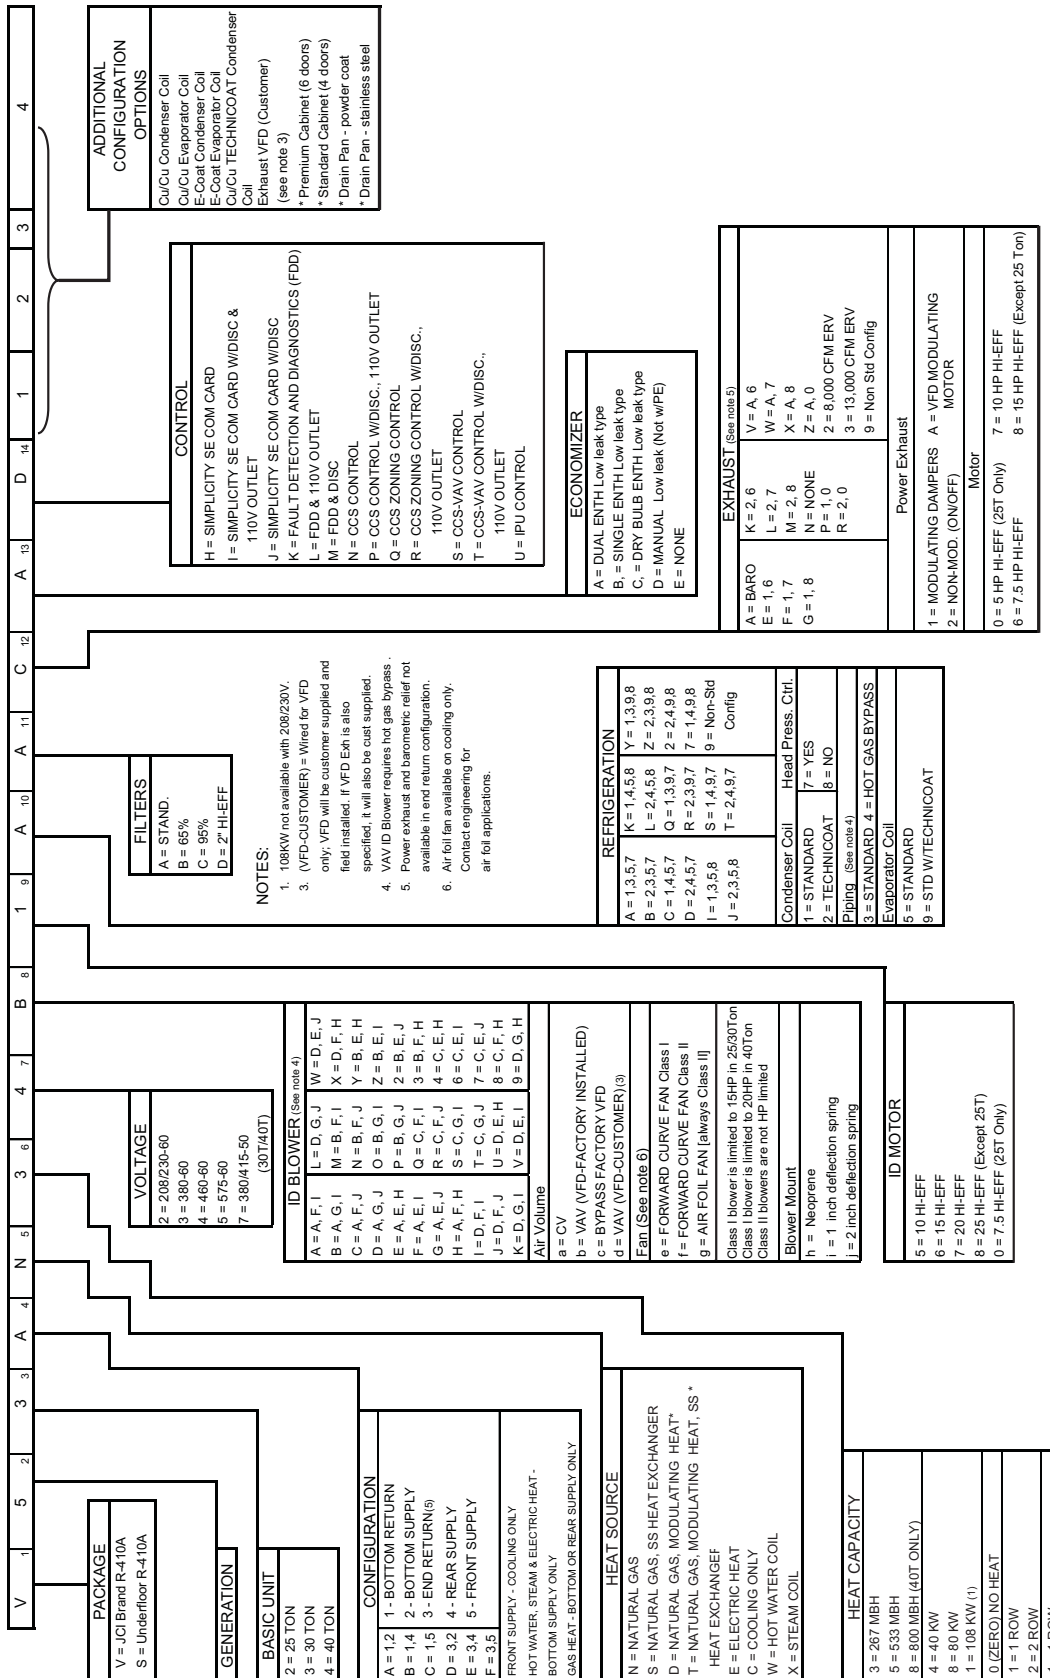 V 1 5 2 3 3 A 4 N 5 3 6 4 7 B 8 1 9 A 10 A 11 C 12 A 13 D 14 1 2 3 4
PACKAGE
V = JCI Brand R-410A
S = Underfloor R-410A
GENERATION
BASIC UNIT
2 = 25 TON
3 = 30 TON
4 = 40 TON
CONFIGURATION
A = 1,2 1 - BOTTOM RETURN
B = 1,4 2 - BOTTOM SUPPLY
C = 1,5 3 - END RETURN(5)
D = 3,2 4 - REAR SUPPLY
E = 3,4 5 - FRONT SUPPLY
F = 3,5
FRONT SUPPLY - COOLING ONLY
HOT WATER, STEAM & ELECTRIC HEAT -
BOTTOM SUPPLY ONLY
GAS HEAT - BOTTOM OR REAR SUPPLY ONLY
HEAT SOURCE
N = NATURAL GAS
S = NATURAL GAS, SS HEAT EXCHANGER
D = NATURAL GAS, MODULATING HEAT*
T = NATURAL GAS, MODULATING HEAT, SS *
HEAT EXCHANGEF
E = ELECTRIC HEAT
C = COOLING ONLY
W = HOT WATER COIL
X = STEAM COIL
HEAT CAPACITY
3 = 267 MBH
5 = 533 MBH
8 = 800 MBH (40T ONLY)
4 = 40 KW
8 = 80 KW
1 = 108 KW (1)
0 (ZERO) NO HEAT
1 = 1 ROW
2 = 2 ROW
VOLTAGE
2 = 208/230-60
3 = 380-60
4 = 460-60
5 = 575-60
7 = 380/415-50
(30T/40T)
ID BLOWER (See note 4)
A = A, F, I L = D, G, J W = D, E, J
B = A, G, I M = B, F, I X = D, F, H
C = A, F, J N = B, F, J Y = B, E, H
D = A, G, J O = B, G, I Z = B, E, I
E = A, E, H P = B, G, J 2 = B, E, J
F = A, E, I Q = C, F, I 3 = B, F, H
G = A, E, J R = C, F, J 4 = C, E, H
H = A, F, H S = C, G, I 6 = C, E, I
I = D, F, I T = C, G, J 7 = C, E, J
J = D, F, J U = D, E, H 8 = C, F, H
K = D, G, I V = D, E, I 9 = D, G, H
Air Volume
a = CV
b = VAV (VFD-FACTORY INSTALLED)
c = BYPASS FACTORY VFD
d = VAV (VFD-CUSTOMER)(3)
Fan (See note 6)
e = FORWARD CURVE FAN Class I
f = FORWARD CURVE FAN Class II
g = AIR FOIL FAN [always Class II]
Class I blower is limited to 15HP in 25/30Ton
Class I blower is limited to 20HP in 40Ton
Class II blowers are not HP limited
Blower Mount
h = Neoprene
i = 1 inch deflection spring
j = 2 inch deflection spring
ID MOTOR
5 = 10 HI-EFF
6 = 15 HI-EFF
7 = 20 HI-EFF
8 = 25 HI-EFF (Except 25T)
0 = 7.5 HI-EFF (25T Only)
FILTERS
A = STAND.
B = 65%
C = 95%
D = 2" HI-EFF
NOTES:
1. 108KW not available with 208/230V.
3. (VFD-CUSTOMER) = Wired for VFD
only; VFD will be customer supplied and
field installed. If VFD Exh is also
specified, it will also be cust supplied.
4. VAV ID Blower requires hot gas bypass .
5. Power exhaust and barometric relief not
available in end return configuration.
6. Air foil fan available on cooling only.
Contact engineering for
air foil applications.
REFRIGERATION
A = 1,3,5,7 K = 1,4,5,8 Y = 1,3,9,8
B = 2,3,5,7 L = 2,4,5,8 Z = 2,3,9,8
C = 1,4,5,7 Q = 1,3,9,7 2 = 2,4,9,8
D = 2,4,5,7 R = 2,3,9,7 7 = 1,4,9,8
I = 1,3,5,8 S = 1,4,9,7 9 = Non-Std
J = 2,3,5,8 T = 2,4,9,7 Config
Condenser Coil Head Press. Ctrl.
1 = STANDARD 7 = YES
2 = TECHNICOAT 8 = NO
Piping (See note 4)
3 = STANDARD 4 = HOT GAS BYPASS
Evaporator Coil
5 = STANDARD
9 = STD W/TECHNICOAT
CONTROL
H = SIMPLICITY SE COM CARD
I = SIMPLICITY SE COM CARD W/DISC &
110V OUTLET
J = SIMPLICITY SE COM CARD W/DISC
K = FAULT DETECTION AND DIAGNOSTICS (FDD)
L = FDD & 110V OUTLET
M = FDD & DISC
N = CCS CONTROL
P = CCS CONTROL W/DISC., 110V OUTLET
Q = CCS ZONING CONTROL
R = CCS ZONING CONTROL W/DISC.,
110V OUTLET
S = CCS-VAV CONTROL
T = CCS-VAV CONTROL W/DISC.,
110V OUTLET
U = IPU CONTROL
ECONOMIZER
A = DUAL ENTH Low leak type
B, = SINGLE ENTH Low leak type
C, = DRY BULB ENTH Low leak type
D = MANUAL Low leak (Not w/PE)
E = NONE
EXHAUST (See note 5)
A = BARO K = 2, 6 V = A, 6
E = 1, 6 L = 2, 7 W = A, 7
F = 1, 7 M = 2, 8 X = A, 8
G = 1, 8 N = NONE Z = A, 0
P = 1, 0 2 = 8,000 CFM ERV
R = 2, 0 3 = 13,000 CFM ERV
9 = Non Std Config
Power Exhaust
1 = MODULATING DAMPERS A = VFD MODULATING
2 = NON-MOD. (ON/OFF) MOTOR
Motor
0 = 5 HP HI-EFF (25T Only) 7 = 10 HP HI-EFF
6 = 7.5 HP HI-EFF 8 = 15 HP HI-EFF (Except 25 Ton)
ADDITIONAL
CONFIGURATION
OPTIONS
Cu/Cu Condenser Coil
Cu/Cu Evaporator Coil
E-Coat Condenser Coil
E-Coat Evaporator Coil
Cu/Cu TECHNICOAT Condenser
Coil
Exhaust VFD (Customer)
(see note 3)
* Premium Cabinet (6 doors)
* Standard Cabinet (4 doors)
* Drain Pan - powder coat
* Drain Pan - stainless steel